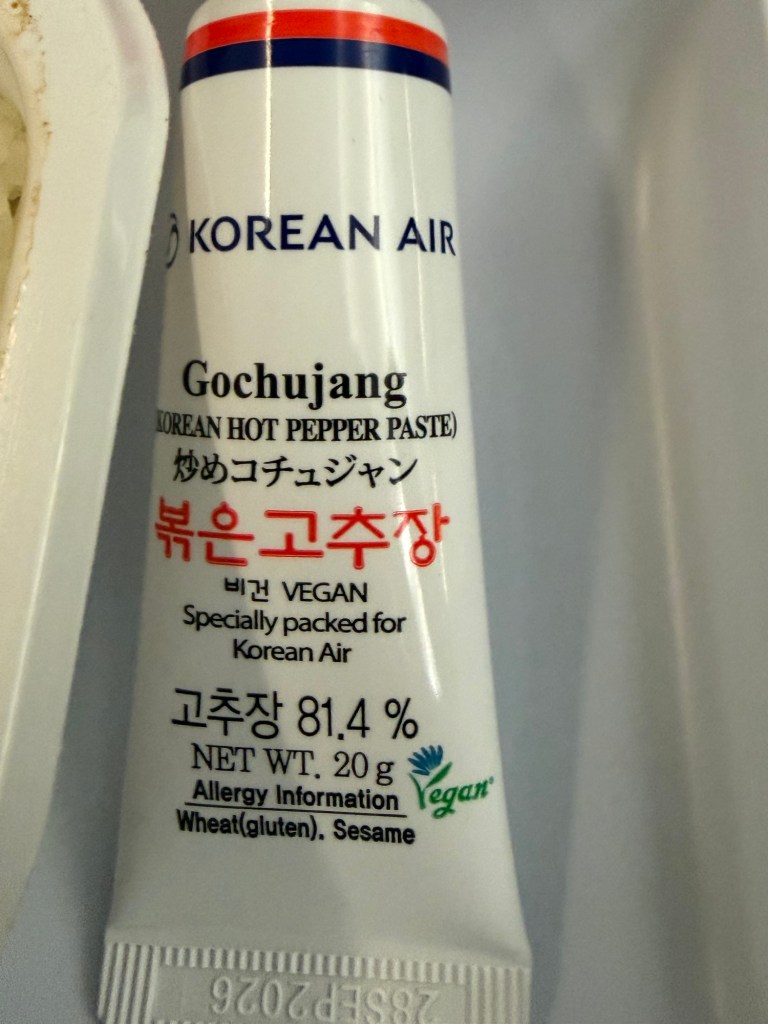 KOREAN AIR
Gochujang
(KOREAN HOT PEPPER PASTE)
炒めコチュジャン
볶은고추장
비건 VEGAN
Specially packed for
Korean Air
고추장 81.4 %
NET WT. 20 g
Vegan
Allergy Information
Wheat(gluten). Sesame
28SEP2026